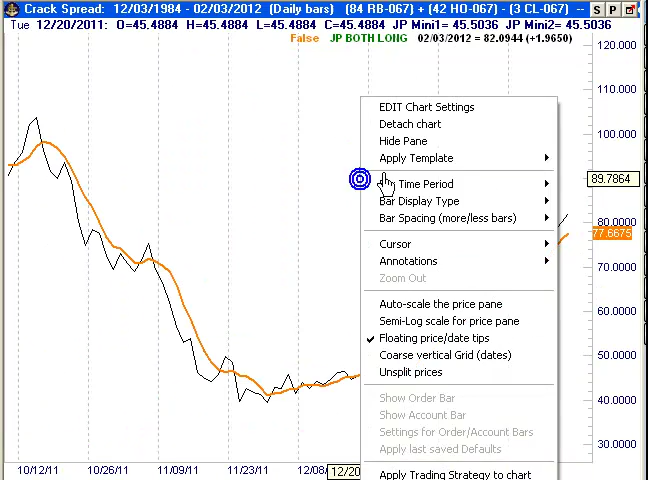 Crack Spread: 12/03/1984 - 02/03/2012 (Daily bars) (84 RB-067) + (42 HO-067) - (3 CL-067) -- S P
Tue 12/20/2011: O=45.4884 H=45.4884 L=45.4884 C=45.4884 JP Mini1= 45.5036 JP Mini2= 45.5036
False JP BOTH LONG 02/03/2012 = 82.0944 (+1.9650)
120.000
EDIT Chart Settings
Detach chart
100.000
Hide Pane
Apply Template
89.7864
Time Period
Bar Display Type
Bar Spacing (more/less bars)
80.0000
77.6675
Cursor
Annotations
70.0000
Zoom Out
Auto-scale the price pane
60.0000
Semi-Log scale for price pane
Floating price/date tips
50.0000
Coarse vertical Grid (dates)
Unsplit prices
40.0000
Show Order Bar
Show Account Bar
Settings for Order/Account Bars
30.0000
Apply last saved Defaults
10/12/11 10/26/11 11/09/11 11/23/11 12/08/ 12/20
Apply Trading Strategy to chart